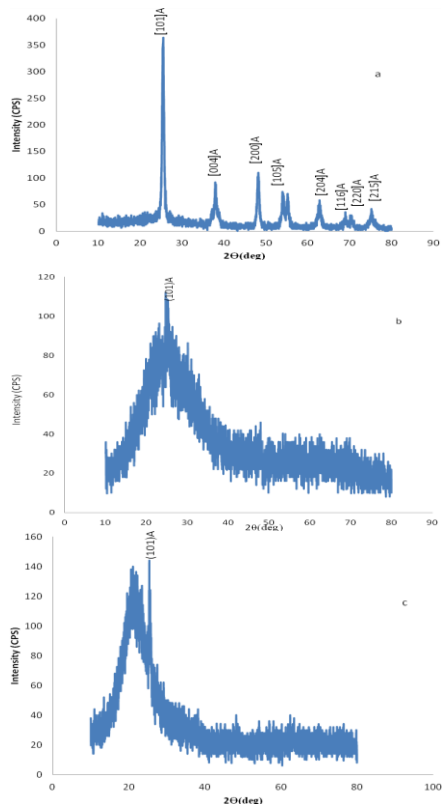 400
350
300
250
200
150
100
50
0
Intensity (CPS)
[101]A
[004]A
[200]A
[105]A
[204]A
[116]A
[220]A
[215]A
a
0 10 20 30 40 50 60 70 80 90
2Θ(deg)
120
100
80
60
40
20
0
Intensity (CPS)
(101)A
b
0 10 20 30 40 50 60 70 80 90
2θ(deg)
160
140
120
100
80
60
40
20
0
Intensity (CPS)
(101)A
c
0 20 40 60 80 100
2Θ(deg)